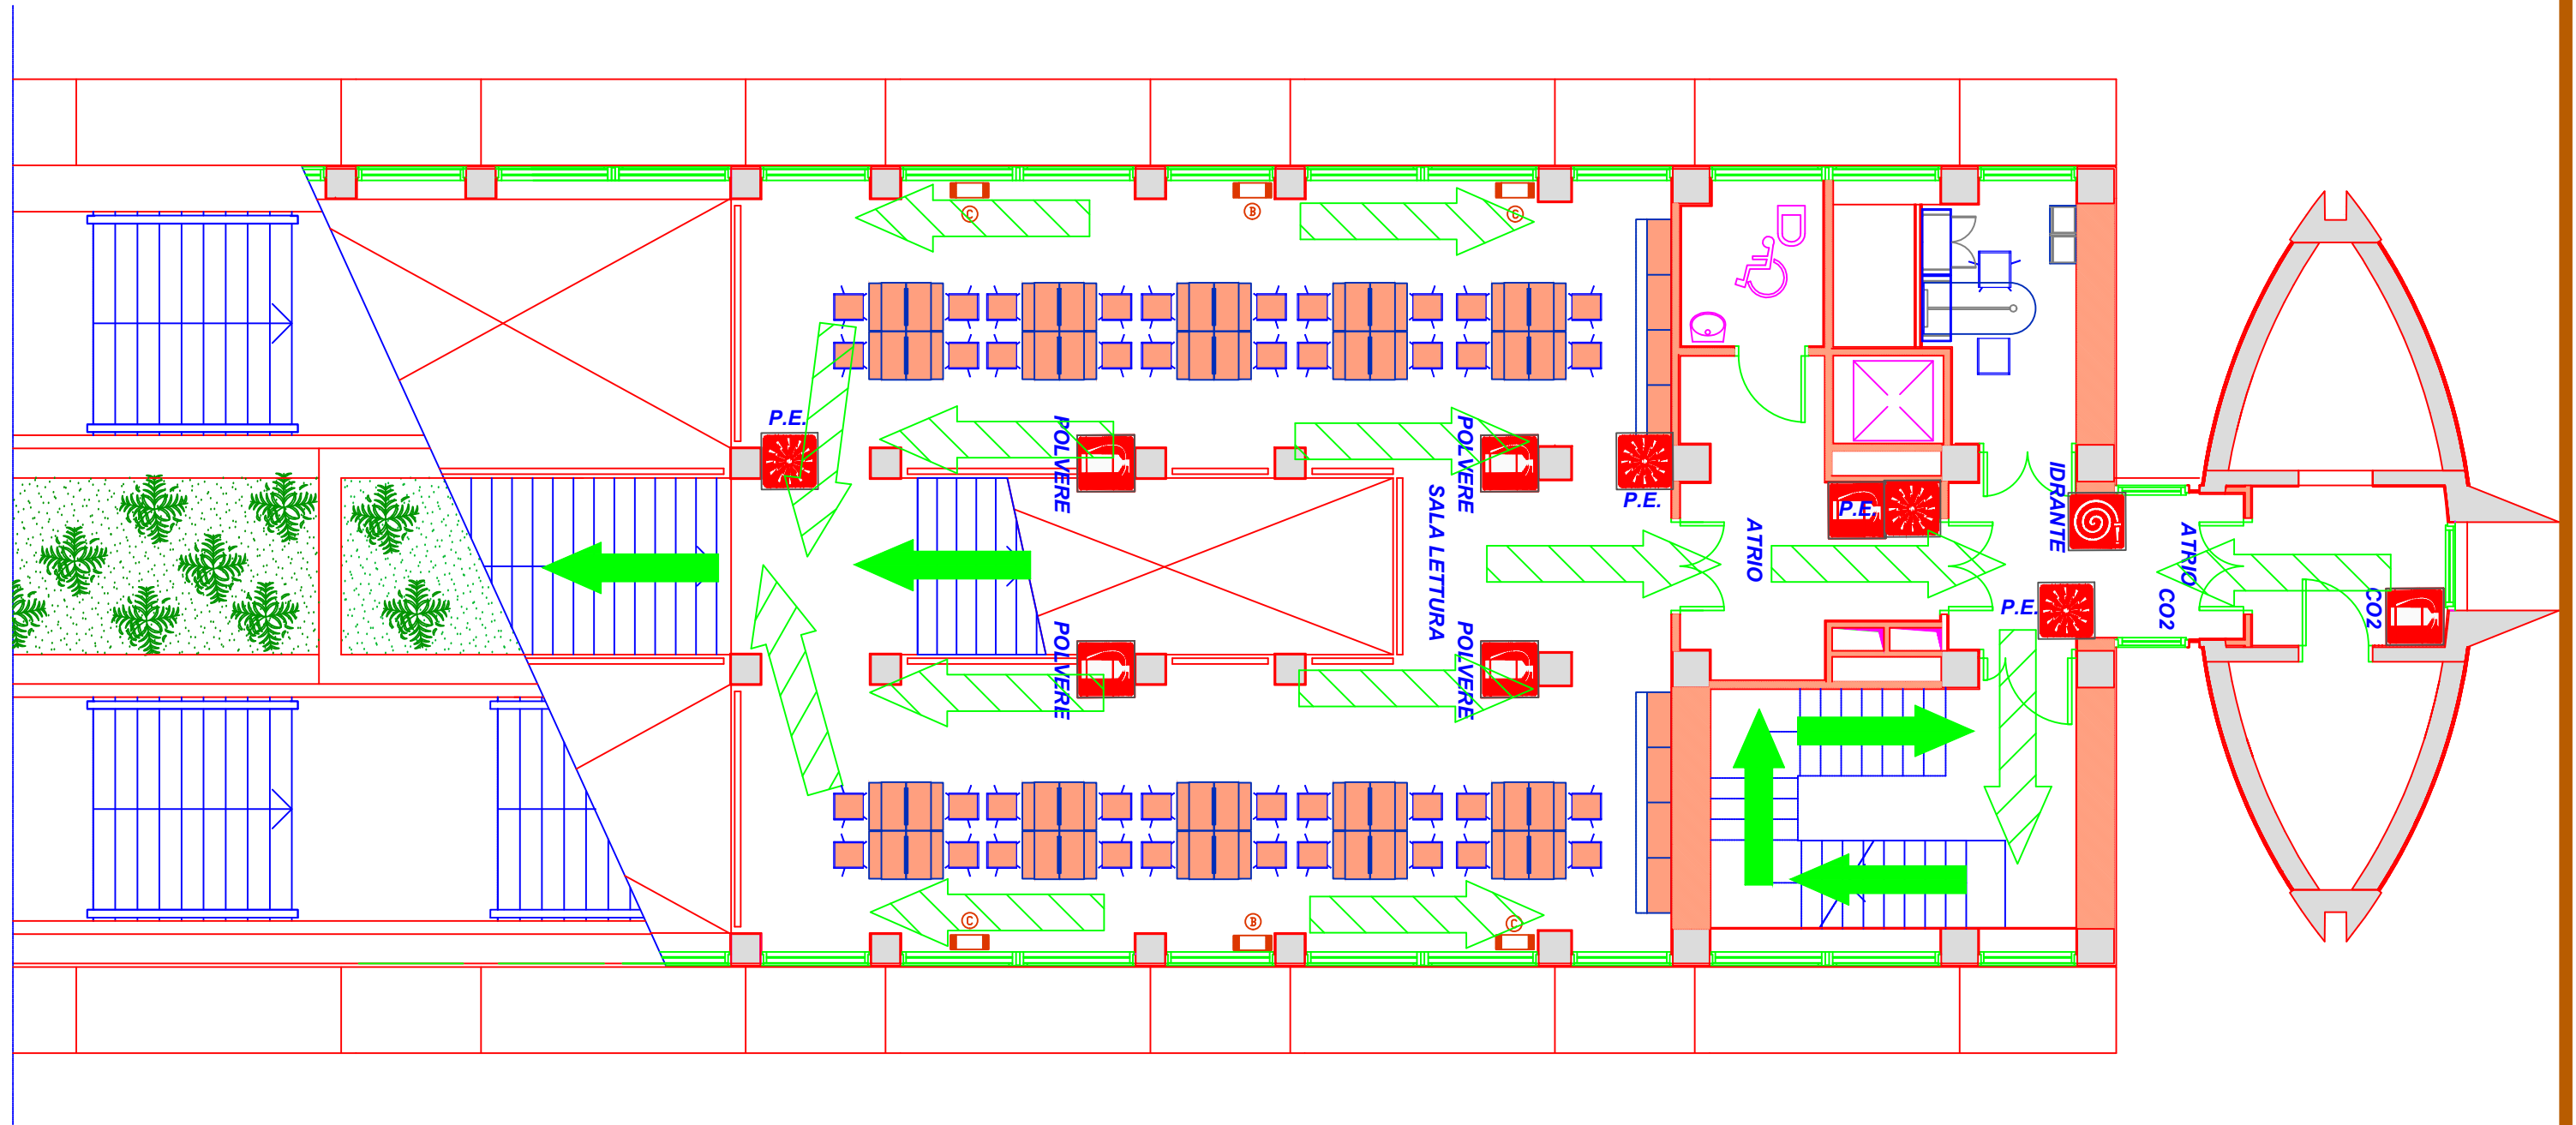 C
B
C
P.E.
POLVERE
POLVERE
P.E.
P.E.
IDRANTE
SALA LETTURA
ATRIO
ATRIO
P.E.
CO2
CO2
POLVERE
POLVERE
C
B
C